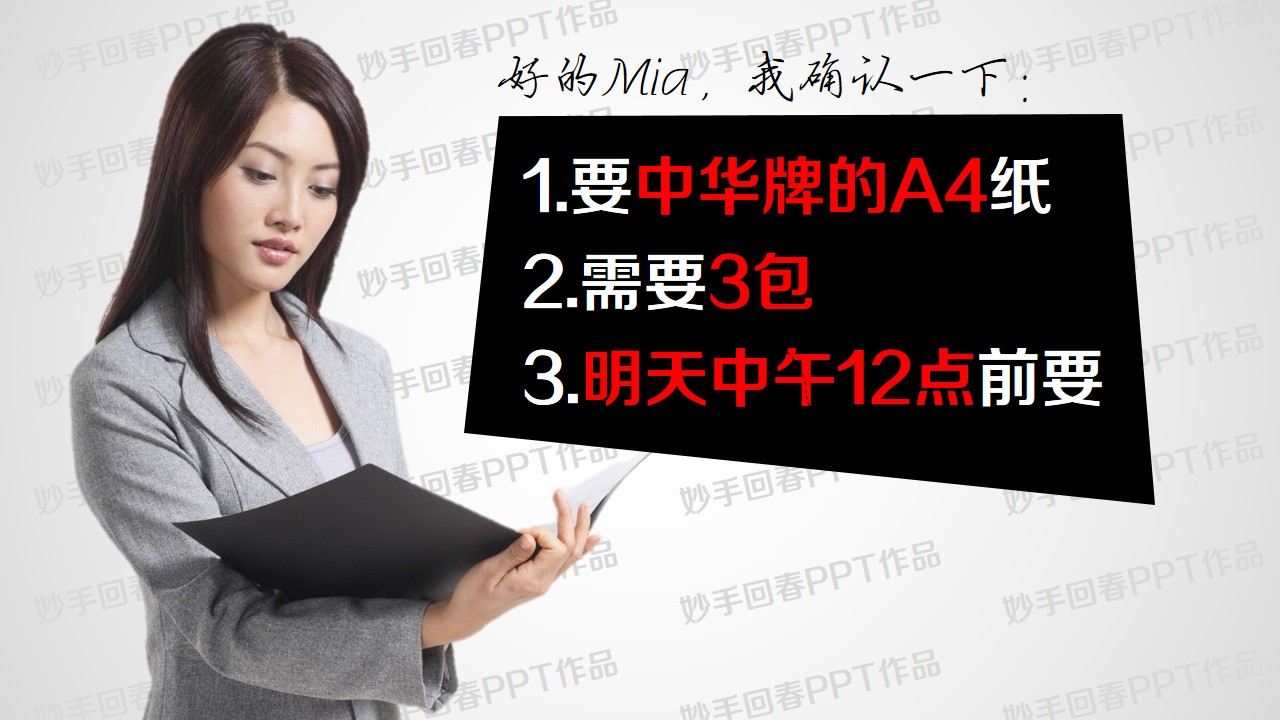 好的Mia，我确认一下：
1.要中华牌的A4纸
2.需要3包
3.明天中午12点前要
妙手回春PPT作品